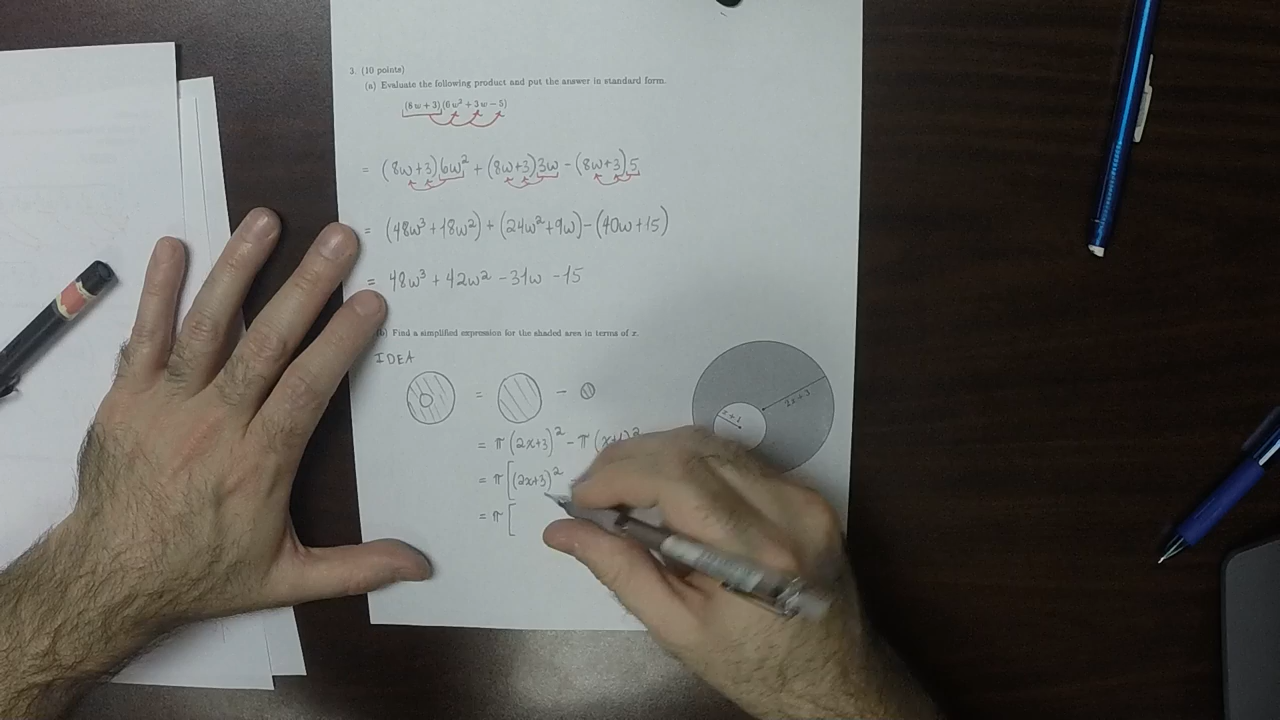 3. (10 points)
(a) Evaluate the following product and put the answer in standard form.
(8w + 3)(6w² + 3w − 5)
= (8w+3)6w² + (8w+3)3w − (8w+3)5
= (48w³ + 18w²) + (24w² + 9w) − (40w + 15)
= 48w³ + 42w² − 31w − 15
(b) Find a simplified expression for the shaded area in terms of x.
IDEA
= −
2x+3
x+1
= π(2x+3)² − π(x+1)²
= π[(2x+3)²
= π[